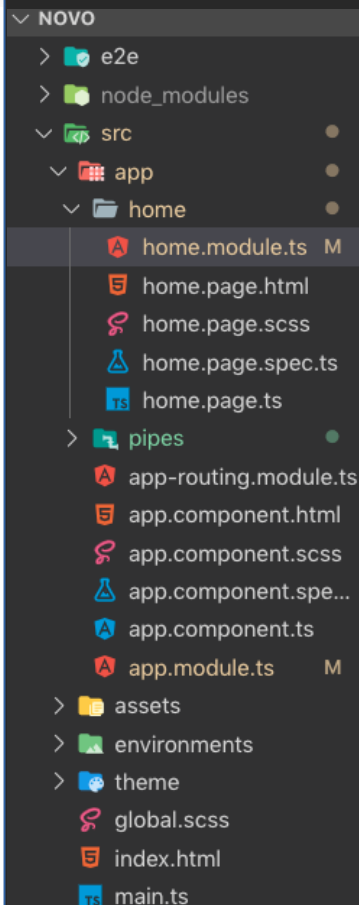 NOVO
e2e
node_modules
src
app
home
home.module.ts M
home.page.html
home.page.scss
home.page.spec.ts
TS home.page.ts
pipes
app-routing.module.ts
app.component.html
app.component.scss
app.component.spe...
app.component.ts
app.module.ts M
assets
environments
theme
global.scss
index.html
TS main.ts